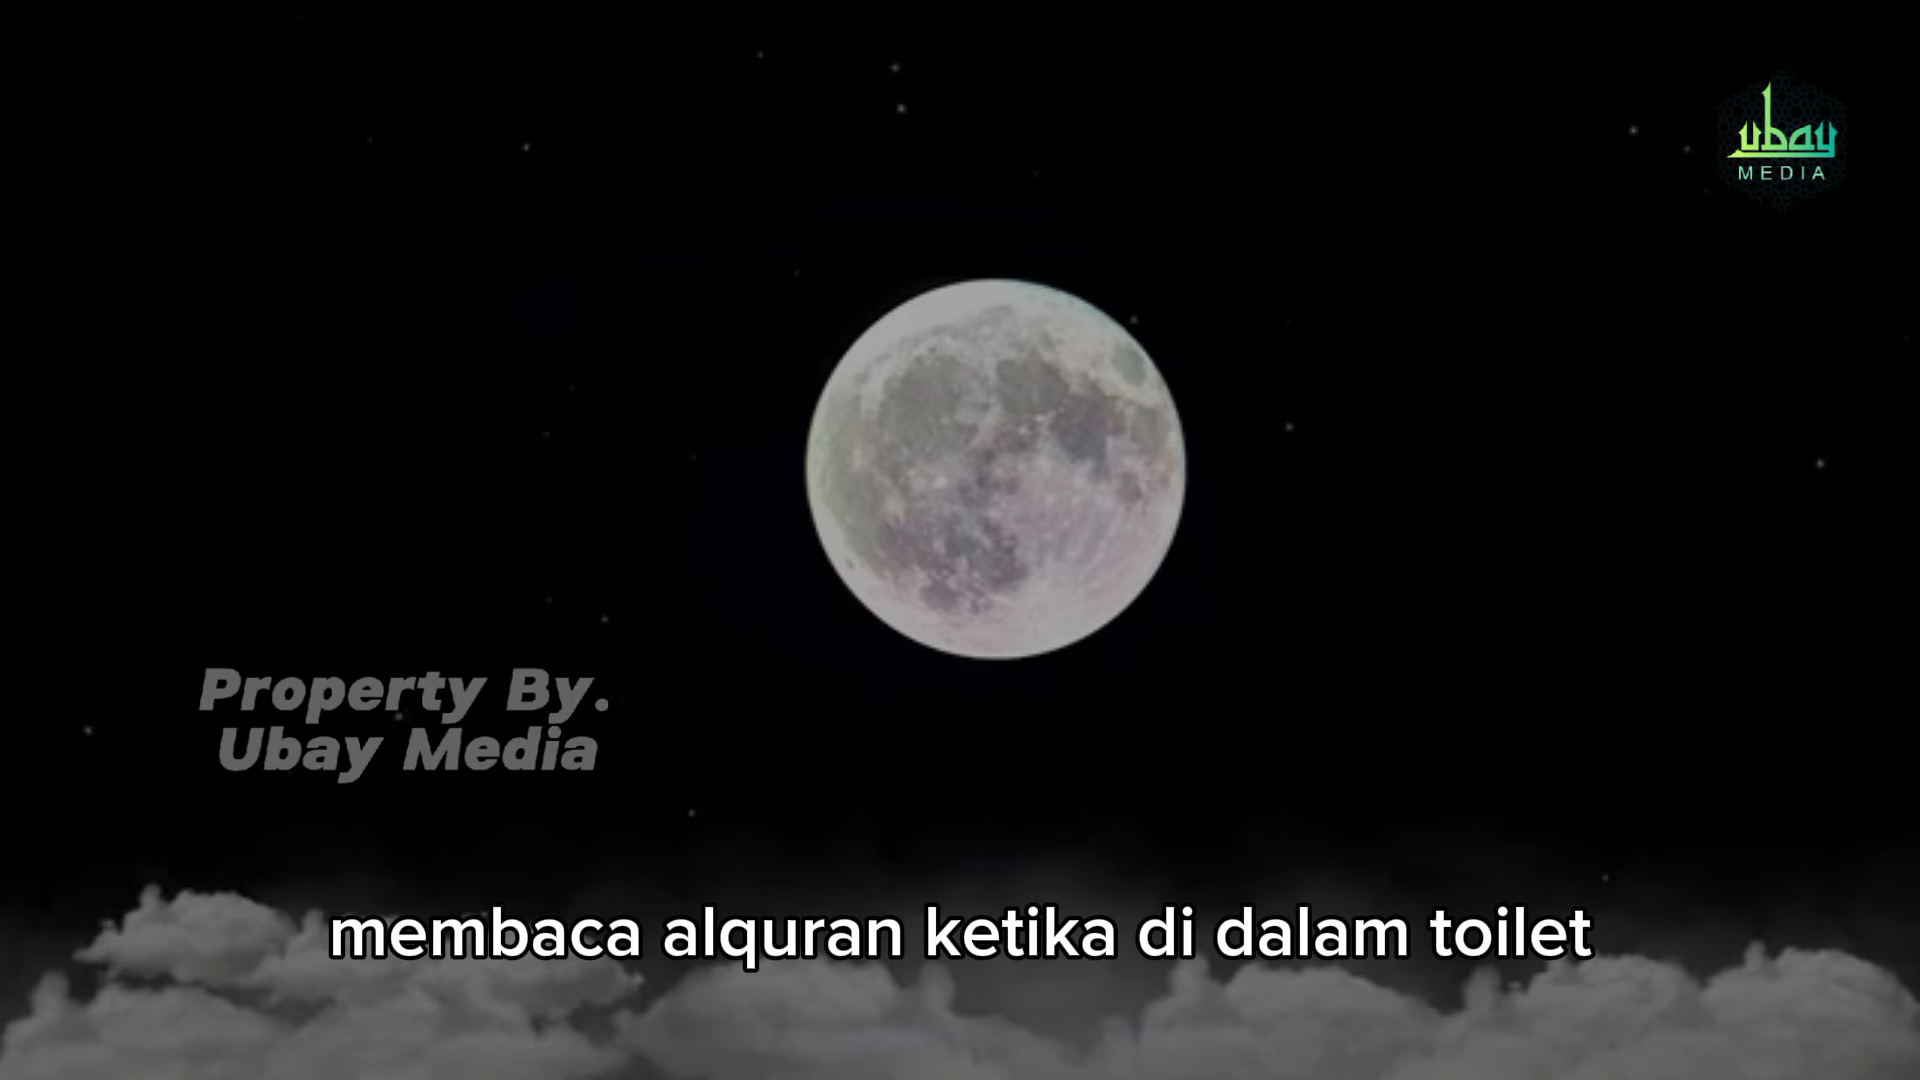 ubay
MEDIA
Property By.
Ubay Media
membaca alquran ketika di dalam toilet